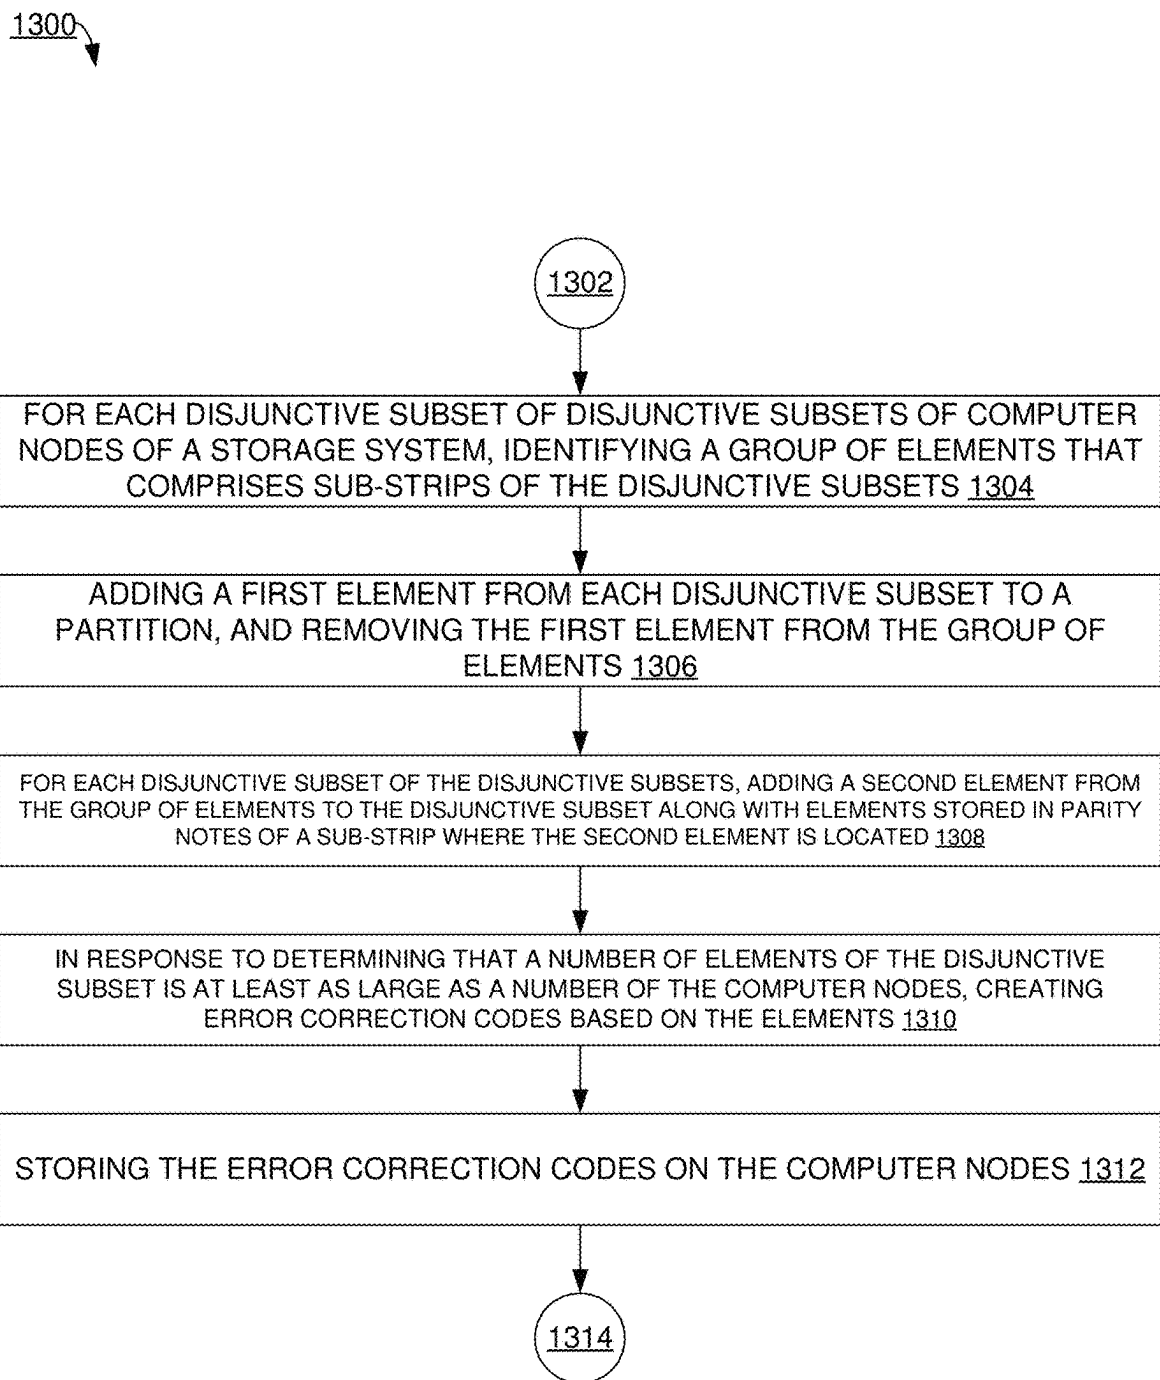 1300
1302
FOR EACH DISJUNCTIVE SUBSET OF DISJUNCTIVE SUBSETS OF COMPUTER
NODES OF A STORAGE SYSTEM, IDENTIFYING A GROUP OF ELEMENTS THAT
COMPRISES SUB-STRIPS OF THE DISJUNCTIVE SUBSETS 1304
ADDING A FIRST ELEMENT FROM EACH DISJUNCTIVE SUBSET TO A
PARTITION, AND REMOVING THE FIRST ELEMENT FROM THE GROUP OF
ELEMENTS 1306
FOR EACH DISJUNCTIVE SUBSET OF THE DISJUNCTIVE SUBSETS, ADDING A SECOND ELEMENT FROM
THE GROUP OF ELEMENTS TO THE DISJUNCTIVE SUBSET ALONG WITH ELEMENTS STORED IN PARITY
NOTES OF A SUB-STRIP WHERE THE SECOND ELEMENT IS LOCATED 1308
IN RESPONSE TO DETERMINING THAT A NUMBER OF ELEMENTS OF THE DISJUNCTIVE
SUBSET IS AT LEAST AS LARGE AS A NUMBER OF THE COMPUTER NODES, CREATING
ERROR CORRECTION CODES BASED ON THE ELEMENTS 1310
STORING THE ERROR CORRECTION CODES ON THE COMPUTER NODES 1312
1314